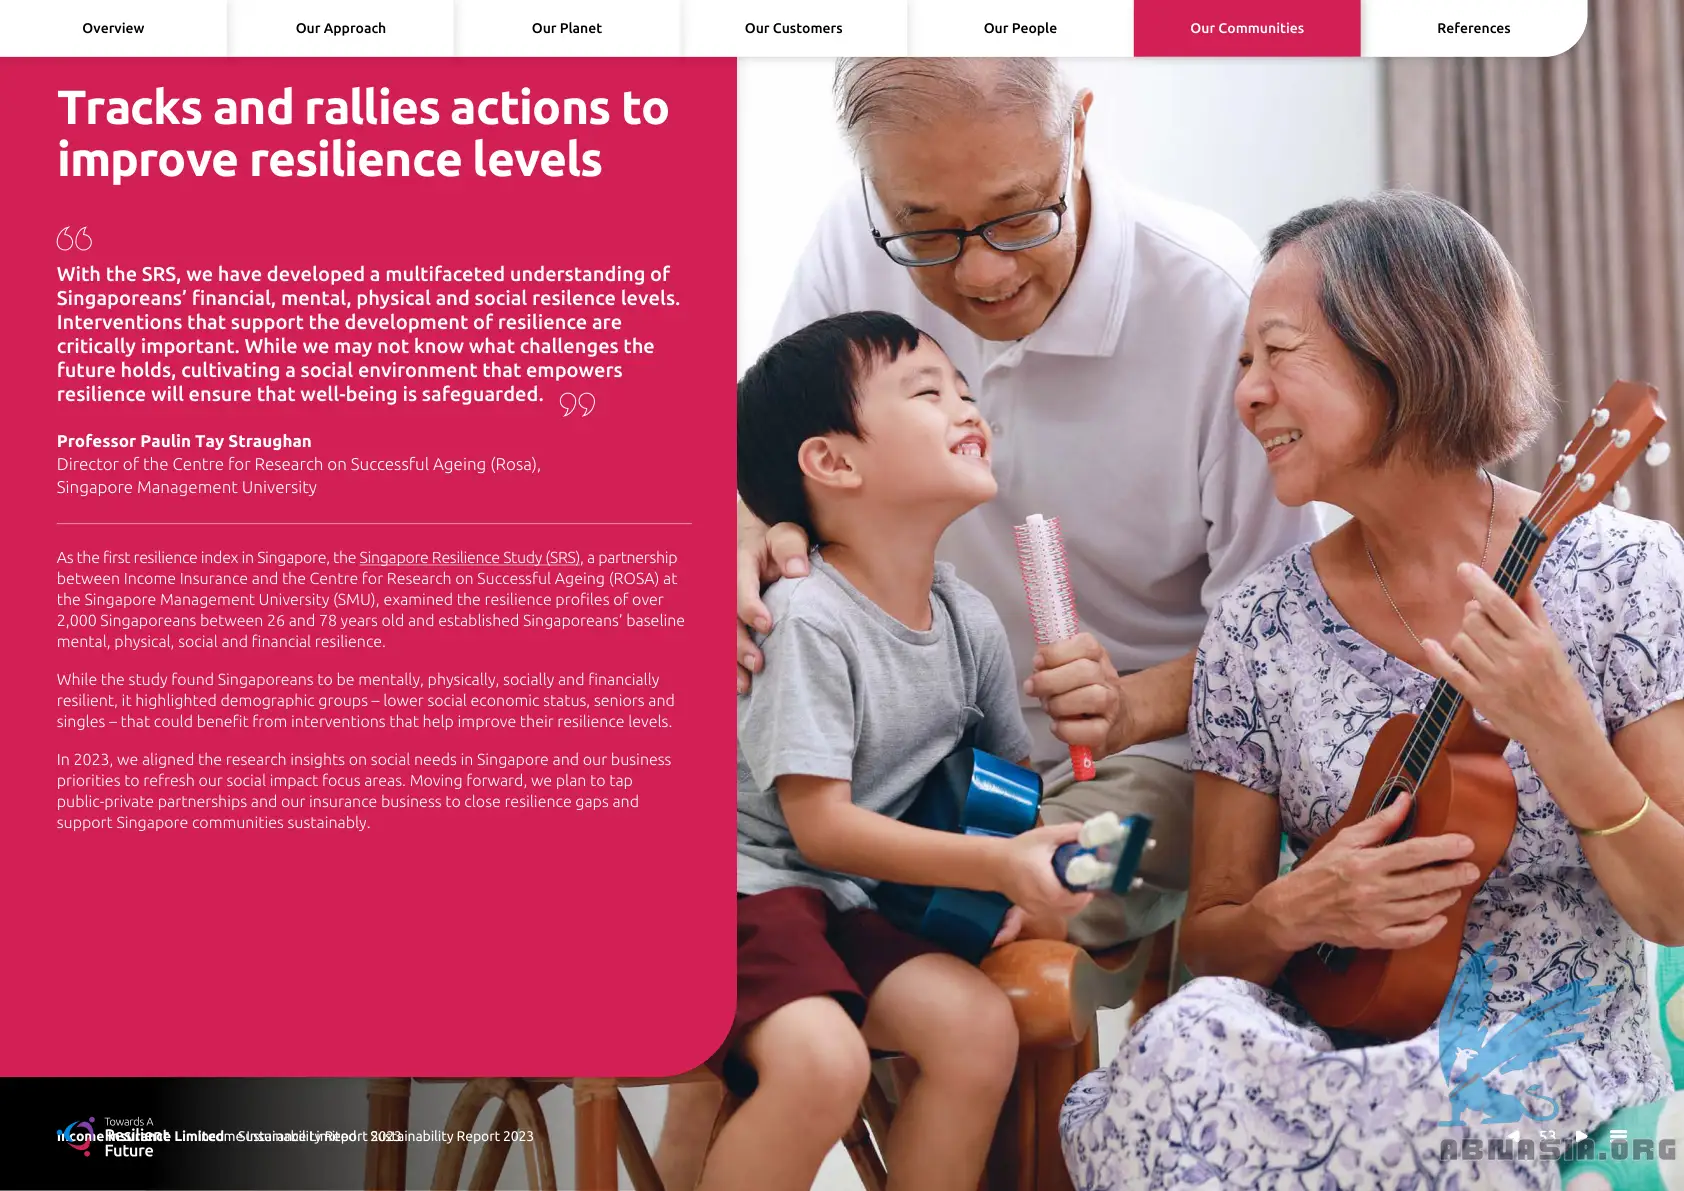 Overview
Our Approach
Our Planet
Our Customers
Our People
Our Communities
References
Tracks and rallies actions to
improve resilience levels
With the SRS, we have developed a multifaceted understanding of
Singaporeans’ financial, mental, physical and social resilence levels.
Interventions that support the development of resilience are
critically important. While we may not know what challenges the
future holds, cultivating a social environment that empowers
resilience will ensure that well-being is safeguarded.
Professor Paulin Tay Straughan
Director of the Centre for Research on Successful Ageing (Rosa),
Singapore Management University
As the first resilience index in Singapore, the Singapore Resilience Study (SRS), a partnership
between Income Insurance and the Centre for Research on Successful Ageing (ROSA) at
the Singapore Management University (SMU), examined the resilience profiles of over
2,000 Singaporeans between 26 and 78 years old and established Singaporeans’ baseline
mental, physical, social and financial resilience.
While the study found Singaporeans to be mentally, physically, socially and financially
resilient, it highlighted demographic groups – lower social economic status, seniors and
singles – that could benefit from interventions that help improve their resilience levels.
In 2023, we aligned the research insights on social needs in Singapore and our business
priorities to refresh our social impact focus areas. Moving forward, we plan to tap
public-private partnerships and our insurance business to close resilience gaps and
support Singapore communities sustainably.
Towards A
Resilient
Future
Income Insurance Limited
Sustainability Report 2023
53
ABNASIA.ORG